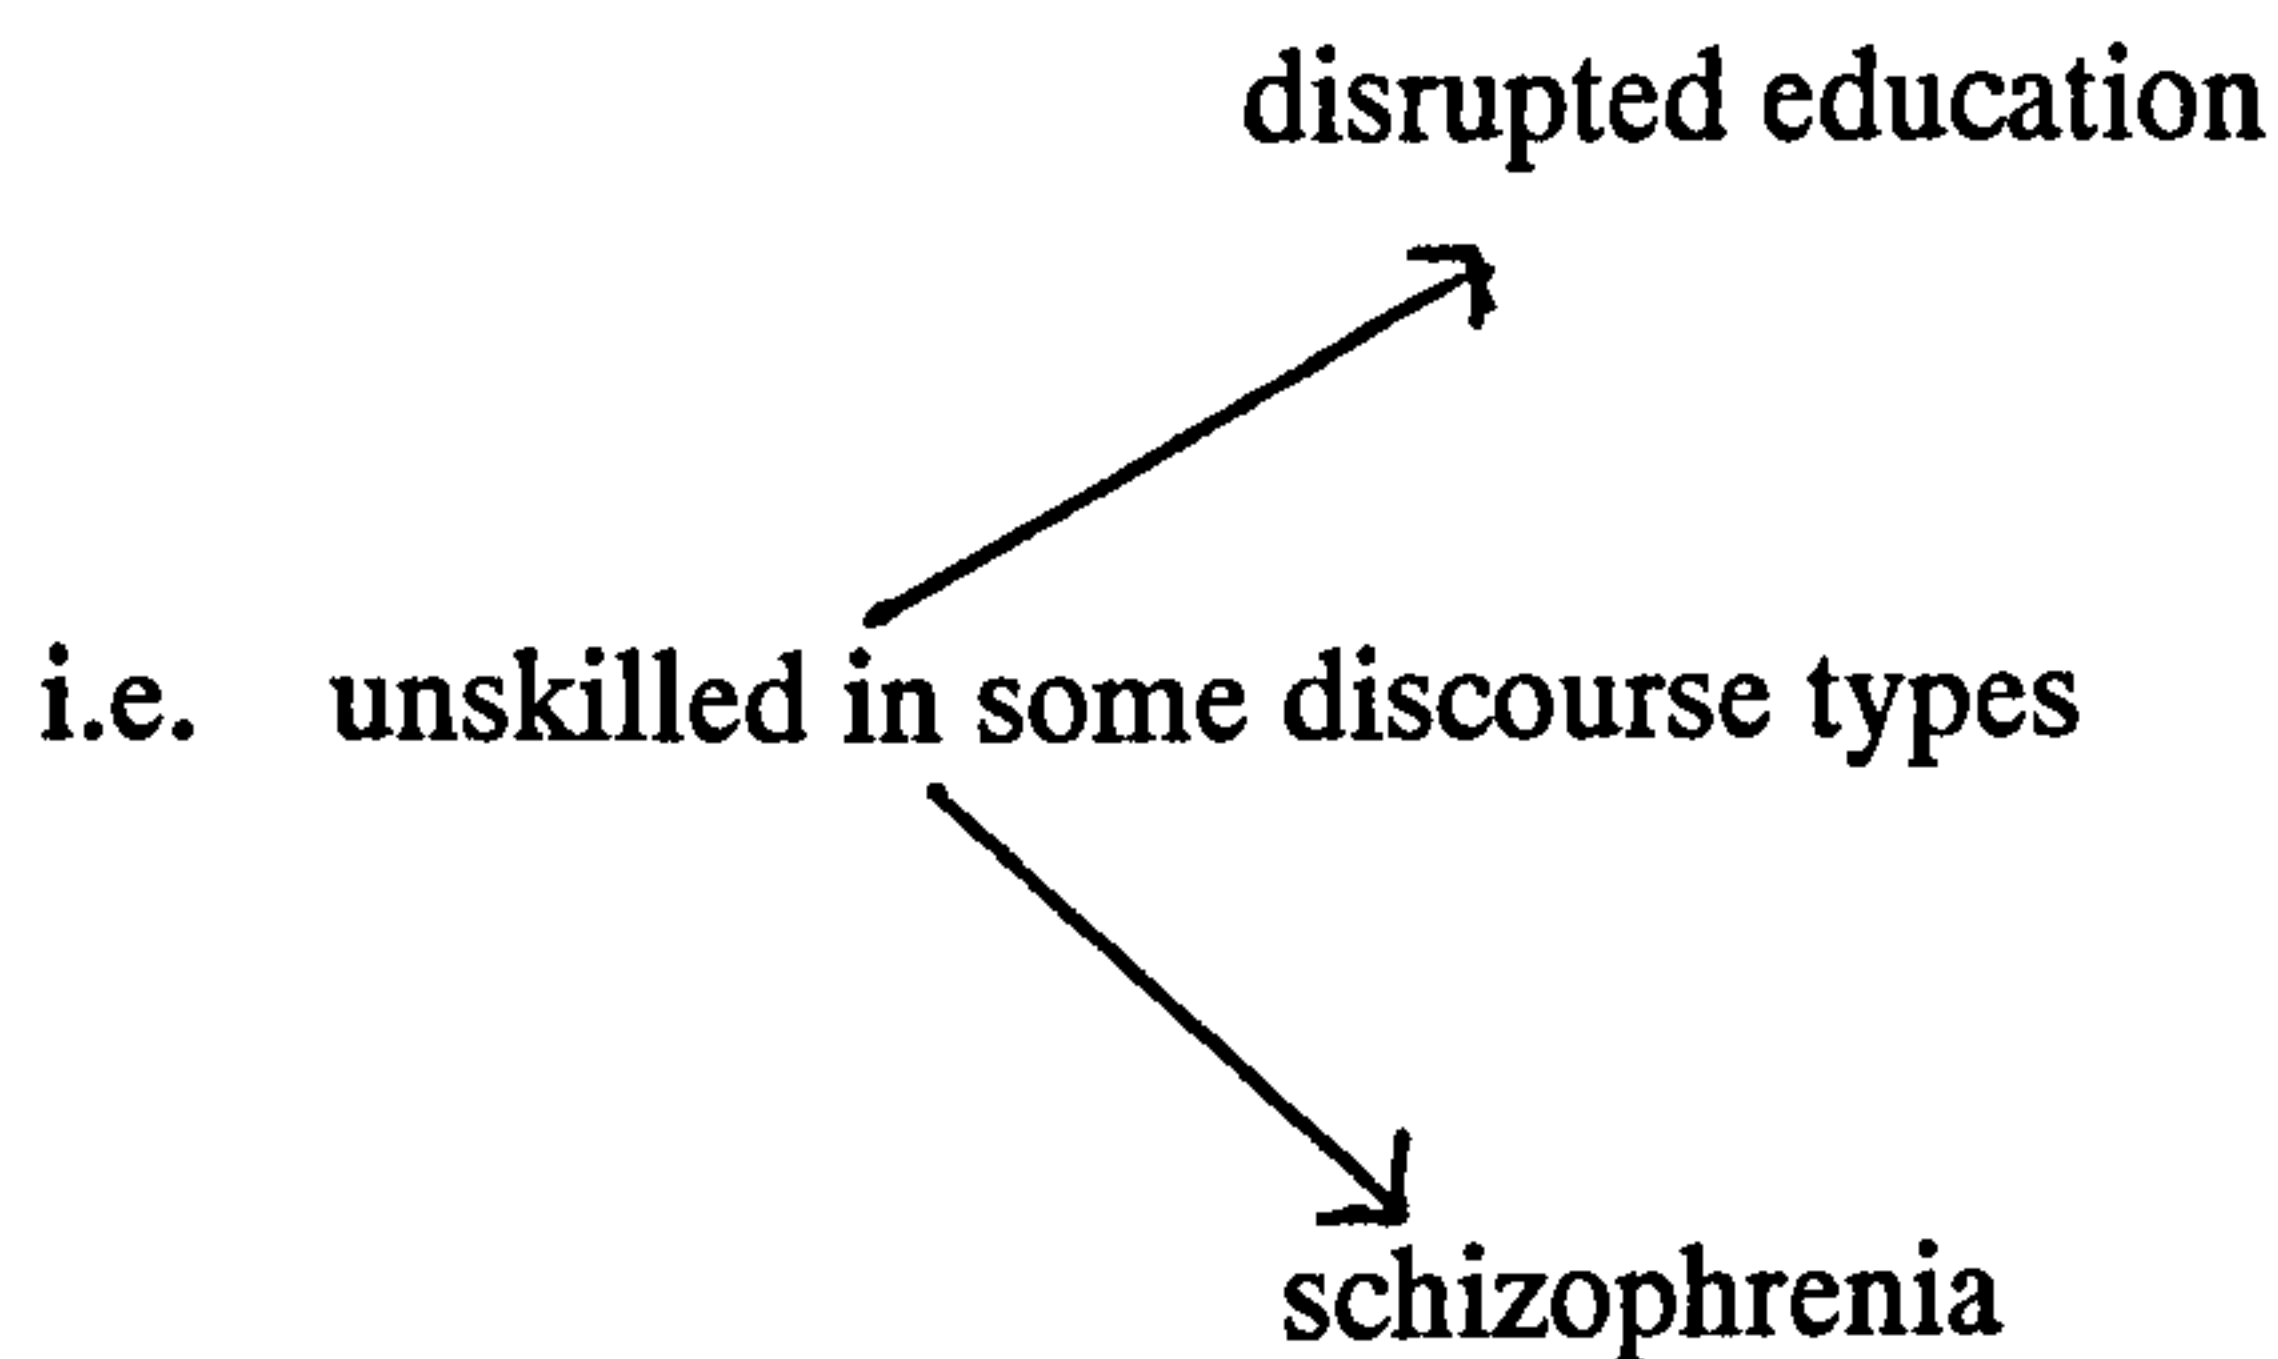 disrupted education
i.e. unskilled in some discourse types
schizophrenia